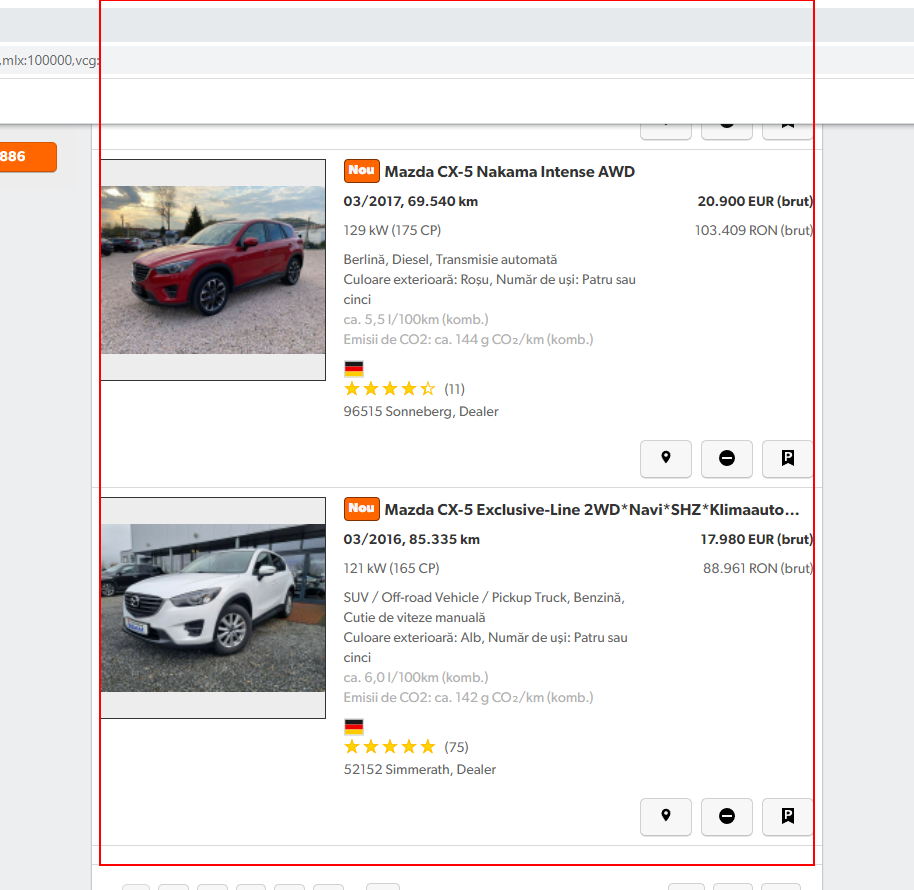 ,mlx:100000,vcg:
886
Nou Mazda CX-5 Nakama Intense AWD
03/2017, 69.540 km
20.900 EUR (brut)
129 kW (175 CP)
103.409 RON (brut)
Berlină, Diesel, Transmisie automată
Culoare exterioară: Roșu, Număr de uși: Patru sau
cinci
ca. 5,5 l/100km (komb.)
Emisii de CO2: ca. 144 g CO₂/km (komb.)
(11)
96515 Sonneberg, Dealer
P
Nou Mazda CX-5 Exclusive-Line 2WD*Navi*SHZ*Klimaauto...
03/2016, 85.335 km
17.980 EUR (brut)
121 kW (165 CP)
88.961 RON (brut)
SUV / Off-road Vehicle / Pickup Truck, Benzină,
Cutie de viteze manuală
Culoare exterioară: Alb, Număr de uși: Patru sau
cinci
ca. 6,0 l/100km (komb.)
Emisii de CO2: ca. 142 g CO₂/km (komb.)
(75)
52152 Simmerath, Dealer
P